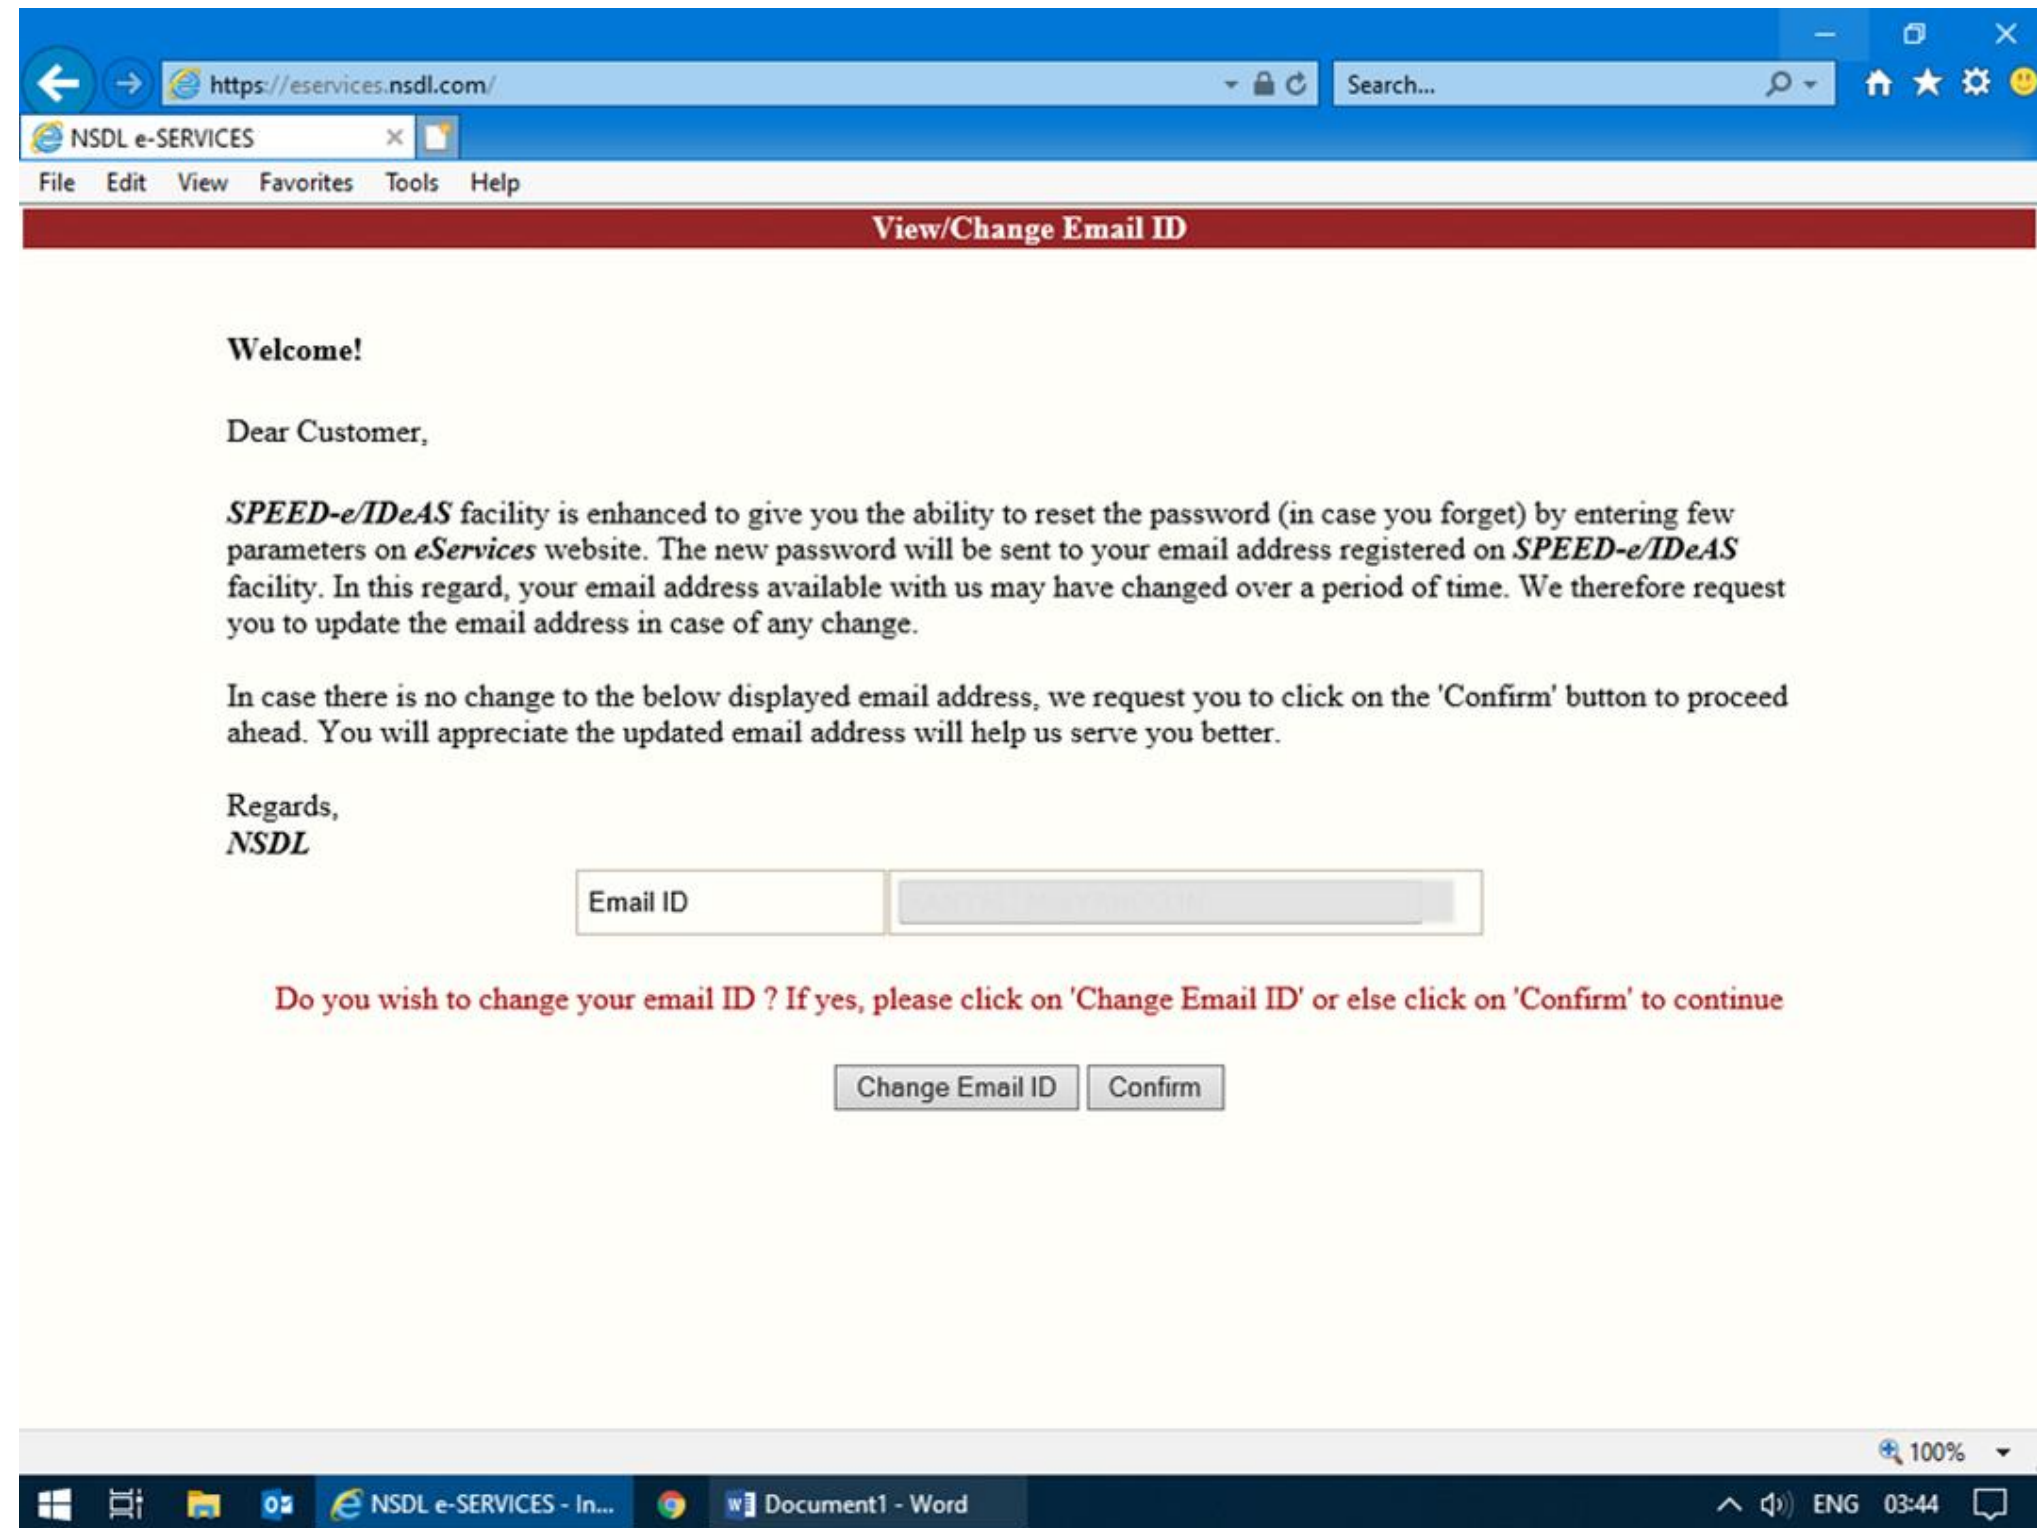 https://eservices.nsdl.com/
Search...
NSDL e-SERVICES
File Edit View Favorites Tools Help
View/Change Email ID
Welcome!
Dear Customer,
SPEED-e/IDeAS facility is enhanced to give you the ability to reset the password (in case you forget) by entering few
parameters on eServices website. The new password will be sent to your email address registered on SPEED-e/IDeAS
facility. In this regard, your email address available with us may have changed over a period of time. We therefore request
you to update the email address in case of any change.
In case there is no change to the below displayed email address, we request you to click on the 'Confirm' button to proceed
ahead. You will appreciate the updated email address will help us serve you better.
Regards,
NSDL
Email ID
Do you wish to change your email ID ? If yes, please click on 'Change Email ID' or else click on 'Confirm' to continue
Change Email ID Confirm
100%
NSDL e-SERVICES - In... Document1 - Word ENG 03:44